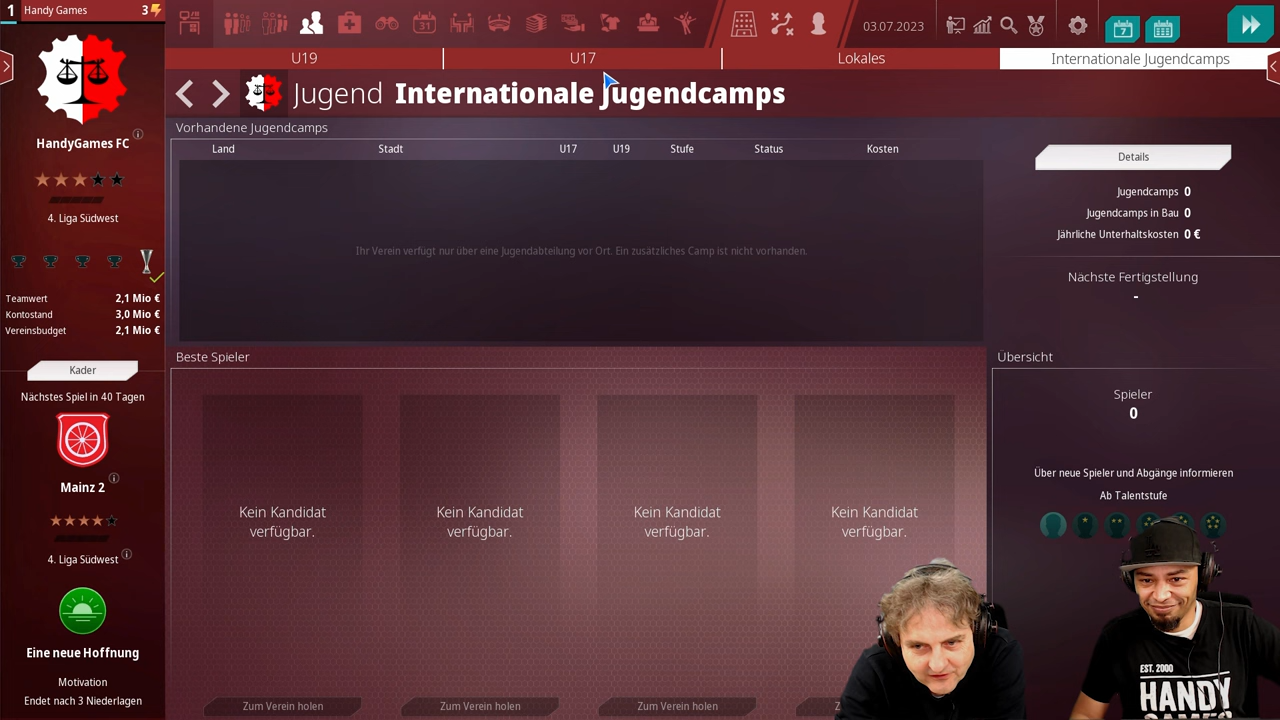 1 Handy Games 3
03.07.2023
31
7
U19 U17 Lokales Internationale Jugendcamps
Jugend Internationale Jugendcamps
HandyGames FC
4. Liga Südwest
Teamwert 2,1 Mio €
Kontostand 3,0 Mio €
Vereinsbudget 2,1 Mio €
Kader
Nächstes Spiel in 40 Tagen
Mainz 2
4. Liga Südwest
Eine neue Hoffnung
Motivation
Endet nach 3 Niederlagen
Vorhandene Jugendcamps
Land Stadt U17 U19 Stufe Status Kosten
Ihr Verein verfügt nur über eine Jugendabteilung vor Ort. Ein zusätzliches Camp ist nicht vorhanden.
Details
Jugendcamps 0
Jugendcamps in Bau 0
Jährliche Unterhaltskosten 0 €
Nächste Fertigstellung
-
Beste Spieler
Kein Kandidat verfügbar.
Kein Kandidat verfügbar.
Kein Kandidat verfügbar.
Kein Kandidat verfügbar.
Zum Verein holen
Zum Verein holen
Zum Verein holen
Übersicht
Spieler
0
Über neue Spieler und Abgänge informieren
Ab Talentstufe
EST. 2000
HANDY
GAMES